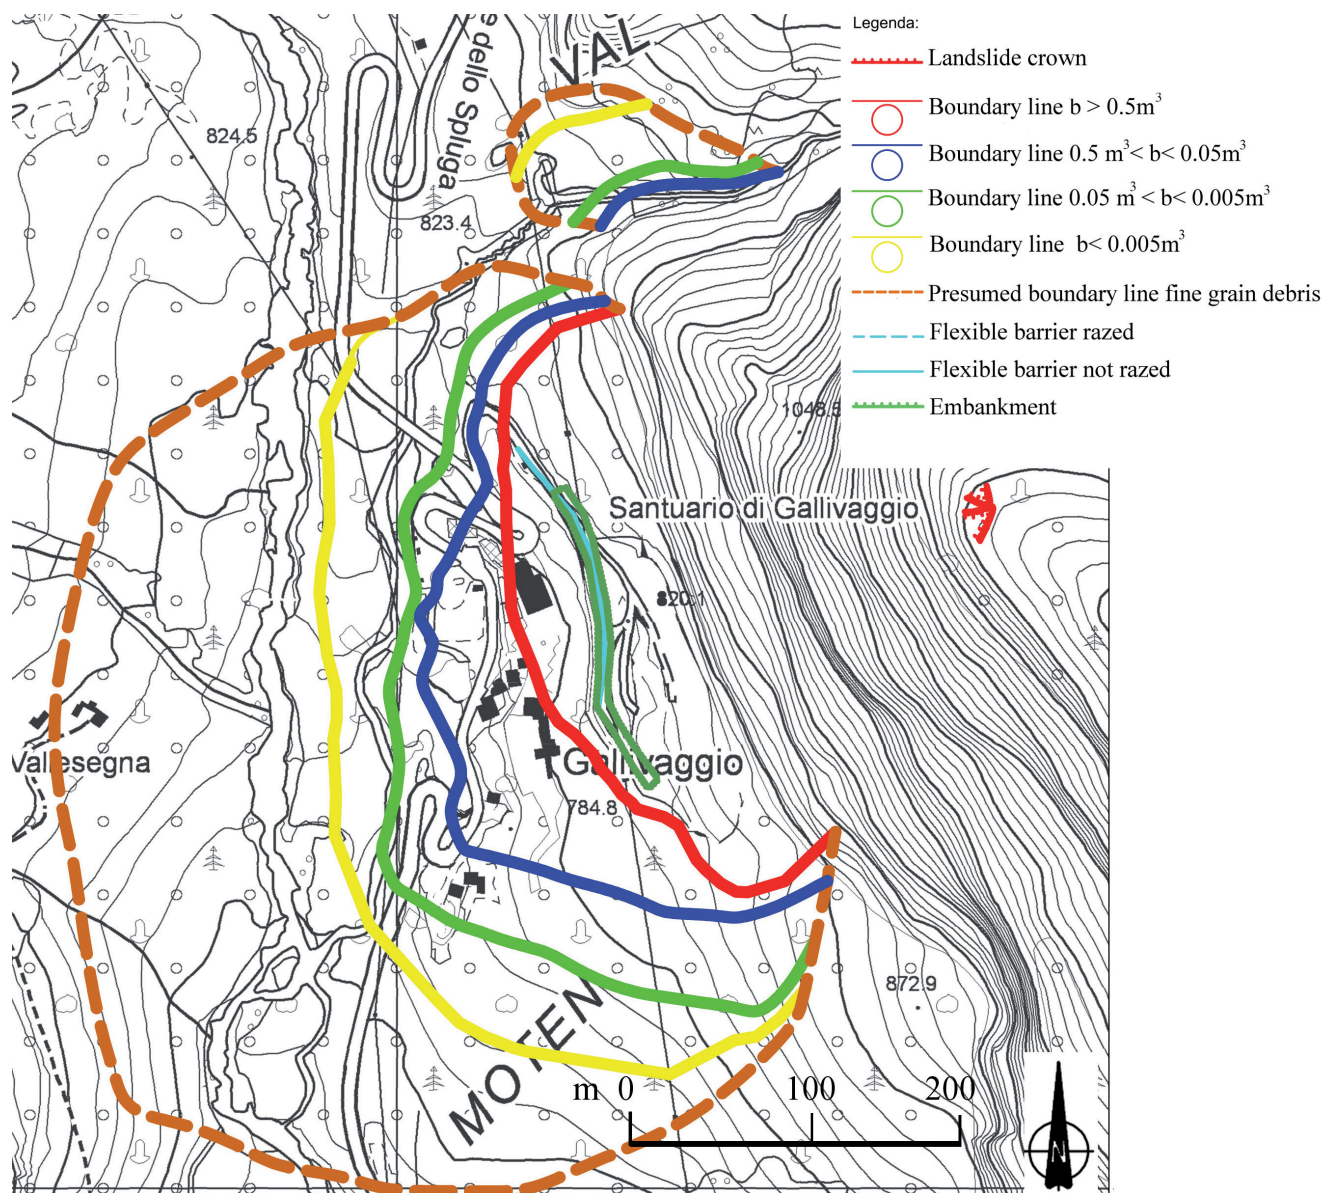 Legenda:
Landslide crown
Boundary line b > 0.5m³
Boundary line 0.5 m³< b< 0.05m³
Boundary line 0.05 m³ < b< 0.005m³
Boundary line b< 0.005m³
Presumed boundary line fine grain debris
Flexible barrier razed
Flexible barrier not razed
Embankment
e dello Spluga
VAL
824.5
823.4
1048.5
Santuario di Gallivaggio
820.1
Vallesegna
Gallivaggio
784.8
872.9
MOTEN
m 0 100 200
N